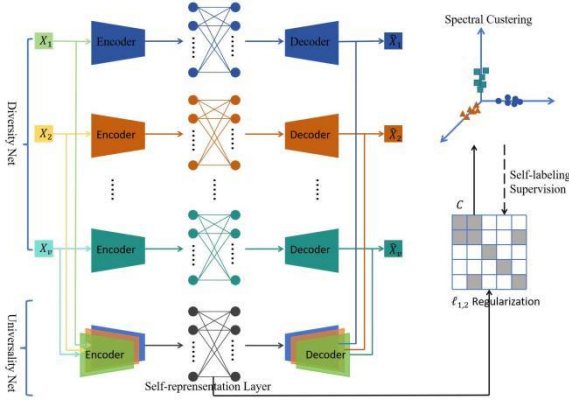 Spectral Custering
X1
Encoder
Decoder
X̂1
Diversity Net
X2
Encoder
Decoder
X̂2
Self-labeling
Supervision
C
Xv
Encoder
Decoder
X̂v
ℓ1,2 Regularization
Universality Net
Encoder
Decoder
Self-reprensentation Layer